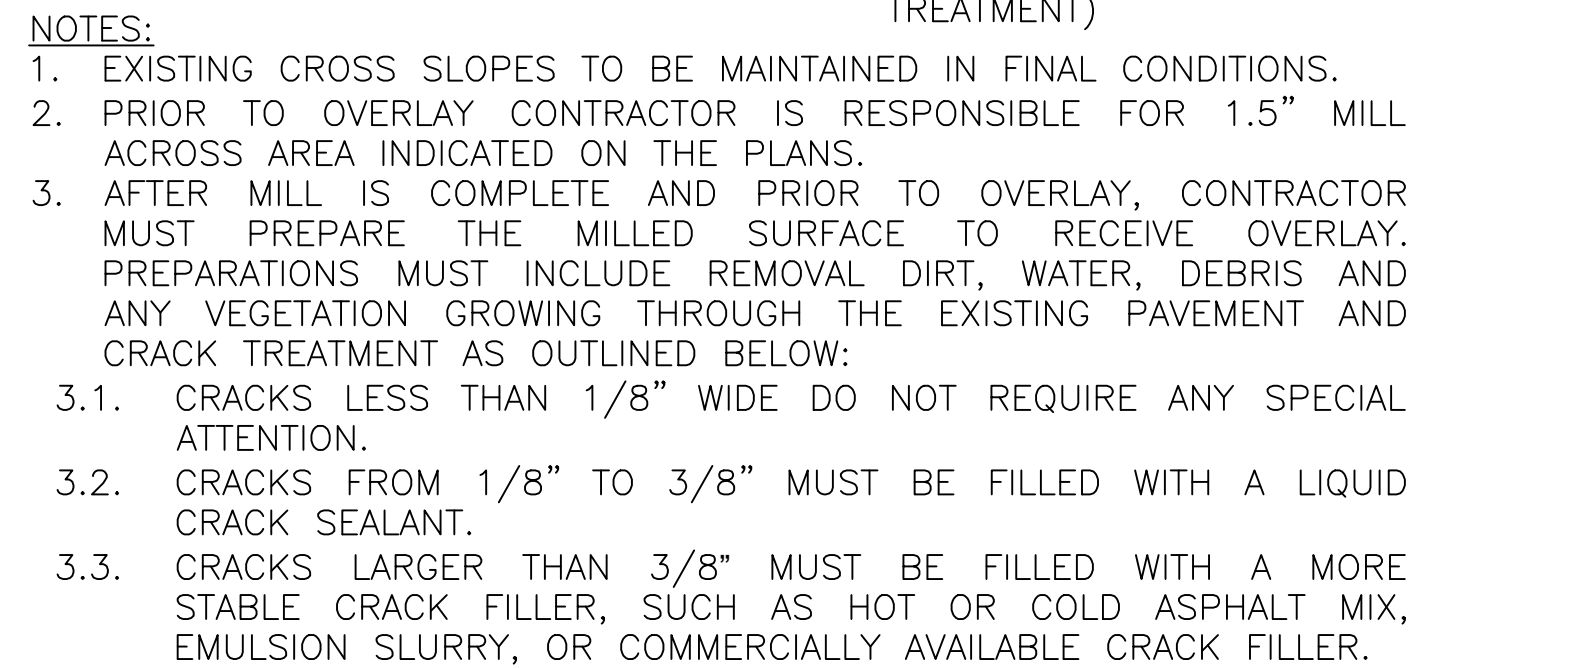 TREATMENT)
NOTES:
1. EXISTING CROSS SLOPES TO BE MAINTAINED IN FINAL CONDITIONS.
2. PRIOR TO OVERLAY CONTRACTOR IS RESPONSIBLE FOR 1.5” MILL
ACROSS AREA INDICATED ON THE PLANS.
3. AFTER MILL IS COMPLETE AND PRIOR TO OVERLAY, CONTRACTOR
MUST PREPARE THE MILLED SURFACE TO RECEIVE OVERLAY.
PREPARATIONS MUST INCLUDE REMOVAL DIRT, WATER, DEBRIS AND
ANY VEGETATION GROWING THROUGH THE EXISTING PAVEMENT AND
CRACK TREATMENT AS OUTLINED BELOW:
3.1. CRACKS LESS THAN 1/8” WIDE DO NOT REQUIRE ANY SPECIAL
ATTENTION.
3.2. CRACKS FROM 1/8” TO 3/8” MUST BE FILLED WITH A LIQUID
CRACK SEALANT.
3.3. CRACKS LARGER THAN 3/8" MUST BE FILLED WITH A MORE
STABLE CRACK FILLER, SUCH AS HOT OR COLD ASPHALT MIX,
EMULSION SLURRY, OR COMMERCIALLY AVAILABLE CRACK FILLER.